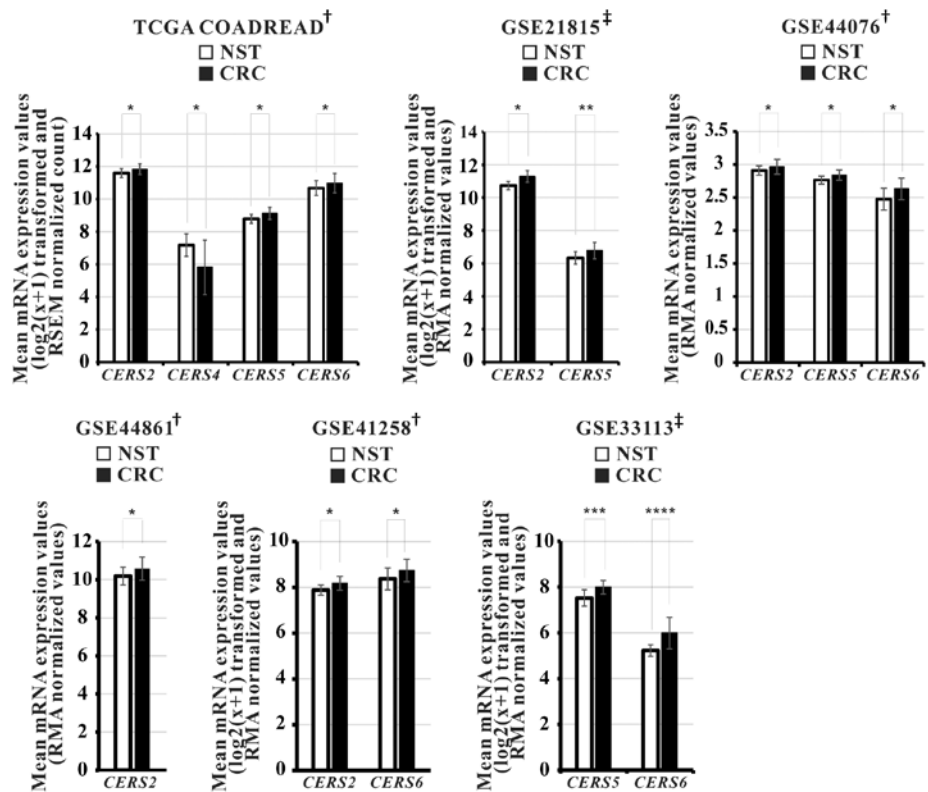 TCGA COADREAD†
NST
CRC
Mean mRNA expression values
(log2(x+1) transformed and
RSEM normalized count)
14
12
10
8
6
4
2
0
*
*
*
*
CERS2
CERS4
CERS5
CERS6
GSE21815‡
NST
CRC
Mean mRNA expression values
(log2(x+1) transformed and
RMA normalized values)
14
12
10
8
6
4
2
0
*
**
CERS2
CERS5
GSE44076†
NST
CRC
Mean mRNA expression values
(RMA normalized values)
3.5
3
2.5
2
1.5
1
0.5
0
*
*
*
CERS2
CERS5
CERS6
GSE44861†
NST
CRC
Mean mRNA expression values
(RMA normalized values)
12
10
8
6
4
2
0
*
CERS2
GSE41258†
NST
CRC
Mean mRNA expression values
(log2(x+1) transformed and
RMA normalized values)
10
8
6
4
2
0
*
*
CERS2
CERS6
GSE33113‡
NST
CRC
Mean mRNA expression values
(log2(x+1) transformed and
RMA normalized values)
10
8
6
4
2
0
***
****
CERS5
CERS6